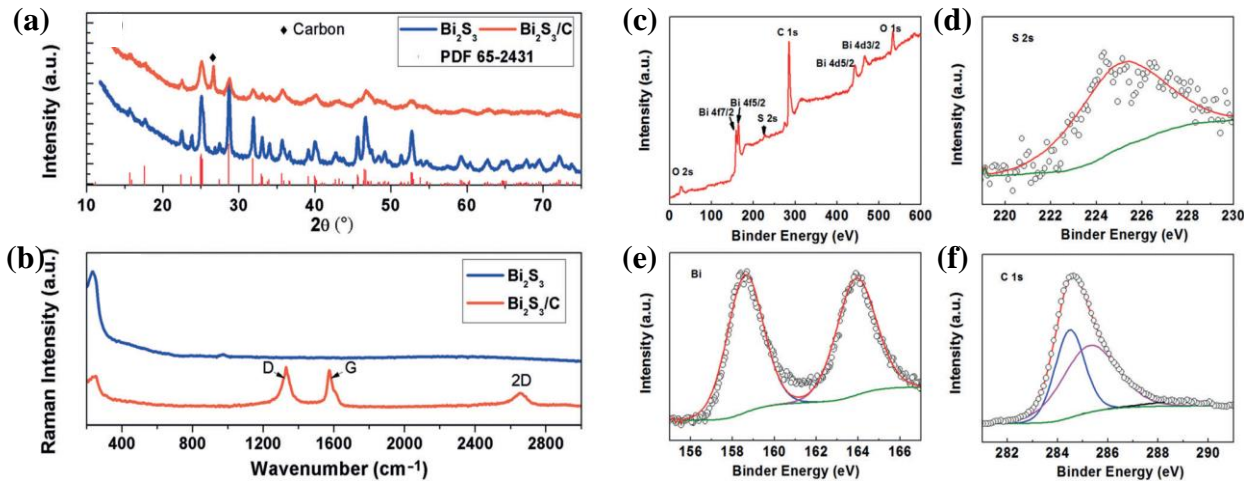 (a)
◆ Carbon
Bi₂S₃ Bi₂S₃/C
PDF 65-2431
Intensity (a.u.)
10 20 30 40 50 60 70
2θ (°)
(b)
Bi₂S₃
Bi₂S₃/C
D
G
2D
Raman Intensity (a.u.)
400 800 1200 1600 2000 2400 2800
Wavenumber (cm⁻¹)
(c)
O 2s
Bi 4f7/2
Bi 4f5/2
S 2s
C 1s
Bi 4d5/2
Bi 4d3/2
O 1s
Intensity (a.u.)
0 100 200 300 400 500 600
Binder Energy (eV)
(d)
S 2s
Intensity (a.u.)
220 222 224 226 228 230
Binder Energy (eV)
(e)
Bi
Intensity (a.u.)
156 158 160 162 164 166
Binder Energy (eV)
(f)
C 1s
Intensity (a.u.)
282 284 286 288 290
Binder Energy (eV)